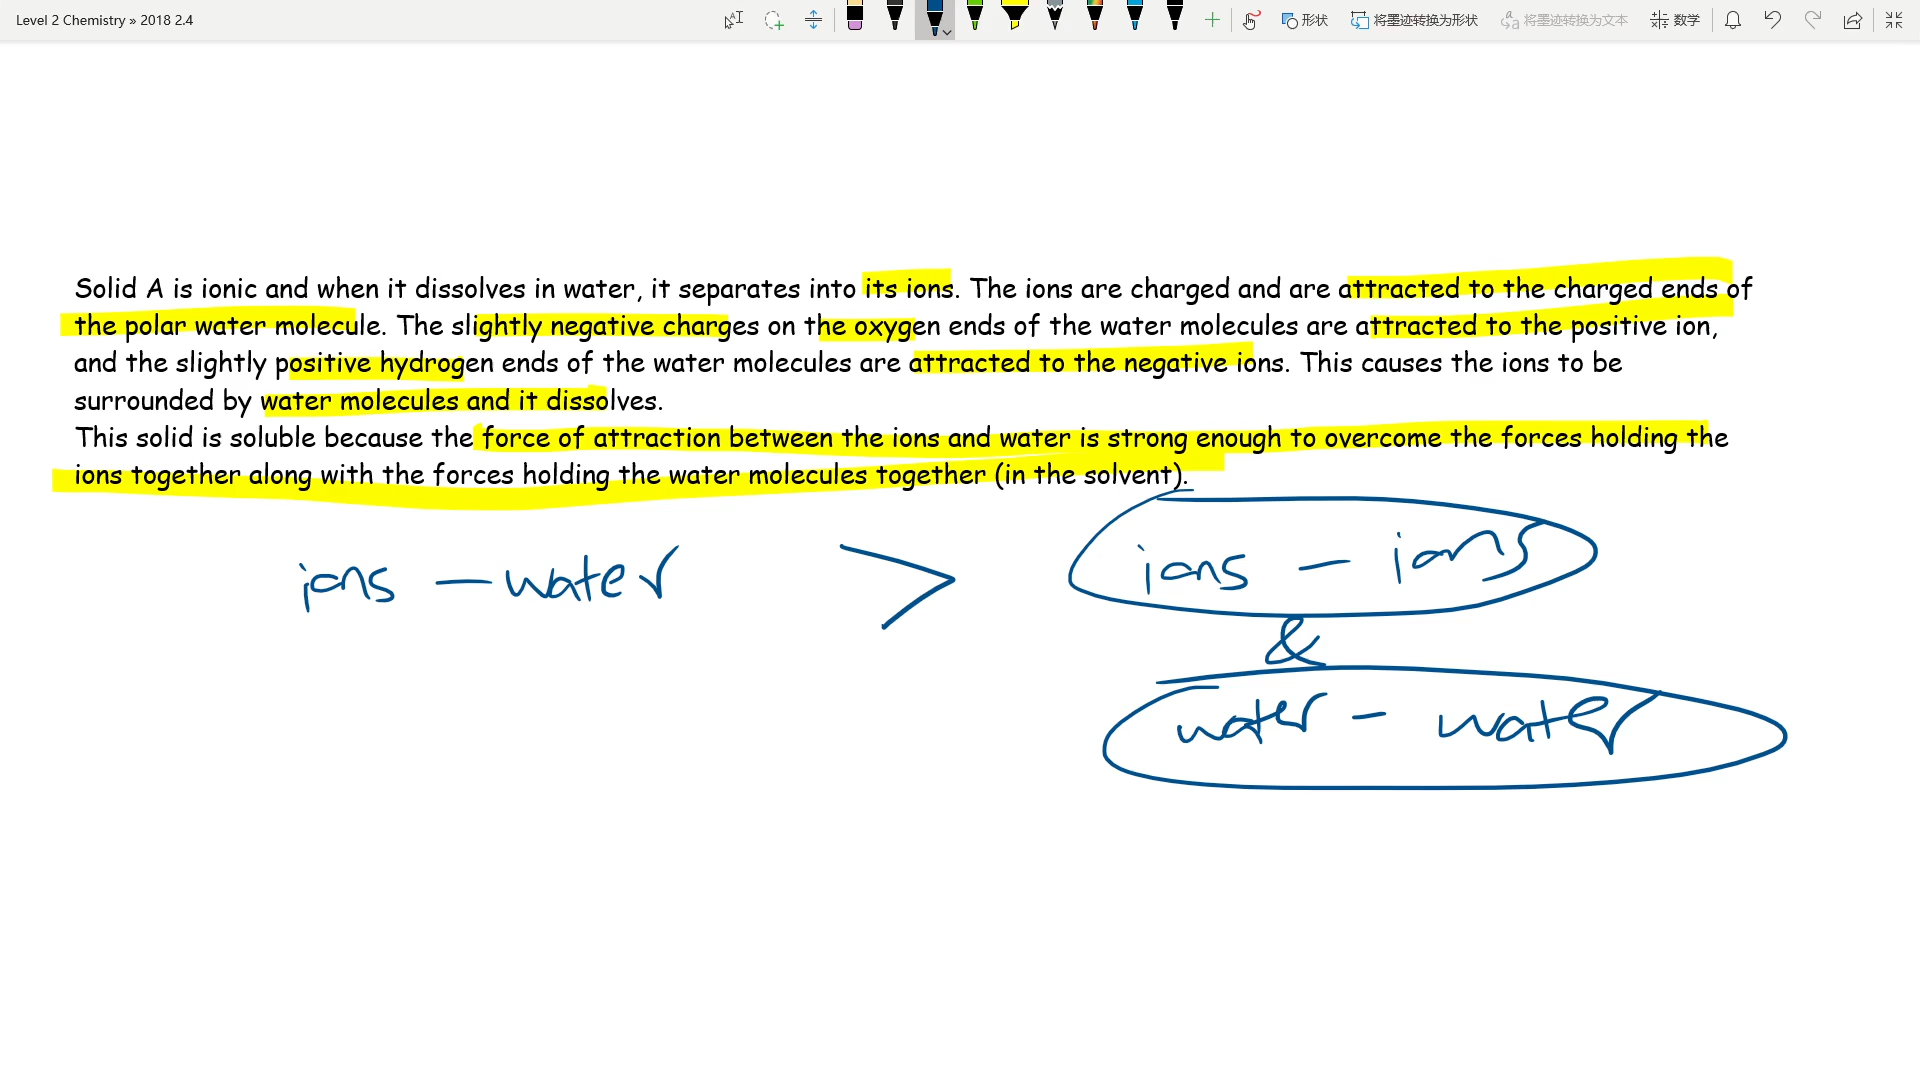 Level 2 Chemistry » 2018 2.4
形状
将墨迹转换为形状
将墨迹转换为文本
数学
Solid A is ionic and when it dissolves in water, it separates into its ions. The ions are charged and are attracted to the charged ends of
the polar water molecule. The slightly negative charges on the oxygen ends of the water molecules are attracted to the positive ion,
and the slightly positive hydrogen ends of the water molecules are attracted to the negative ions. This causes the ions to be
surrounded by water molecules and it dissolves.
This solid is soluble because the force of attraction between the ions and water is strong enough to overcome the forces holding the
ions together along with the forces holding the water molecules together (in the solvent).
ions — water > ions — ions
&
water — water